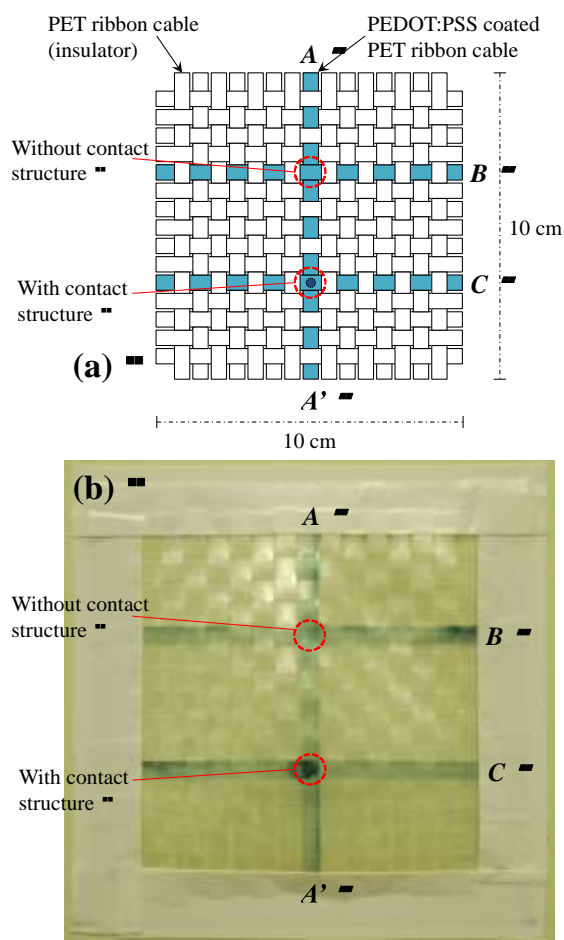 PET ribbon cable
(insulator)
PEDOT:PSS coated
PET ribbon cable
A
Without contact
structure
B
10 cm
With contact
structure
C
(a)
A'
10 cm
(b)
A
Without contact
structure
B
With contact
structure
C
A'